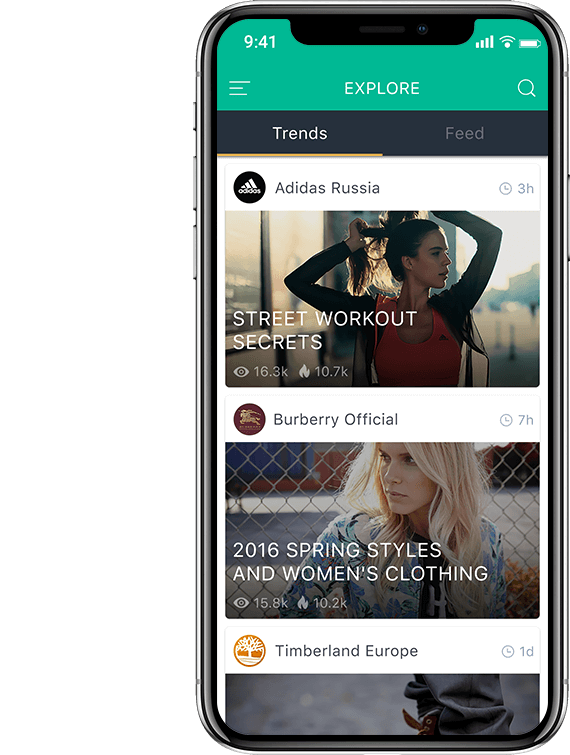 9:41
EXPLORE
Trends
Feed
adidas
Adidas Russia
3h
STREET WORKOUT
SECRETS
16.3k
10.7k
Burberry Official
7h
2016 SPRING STYLES
AND WOMEN'S CLOTHING
15.8k
10.2k
Timberland Europe
1d